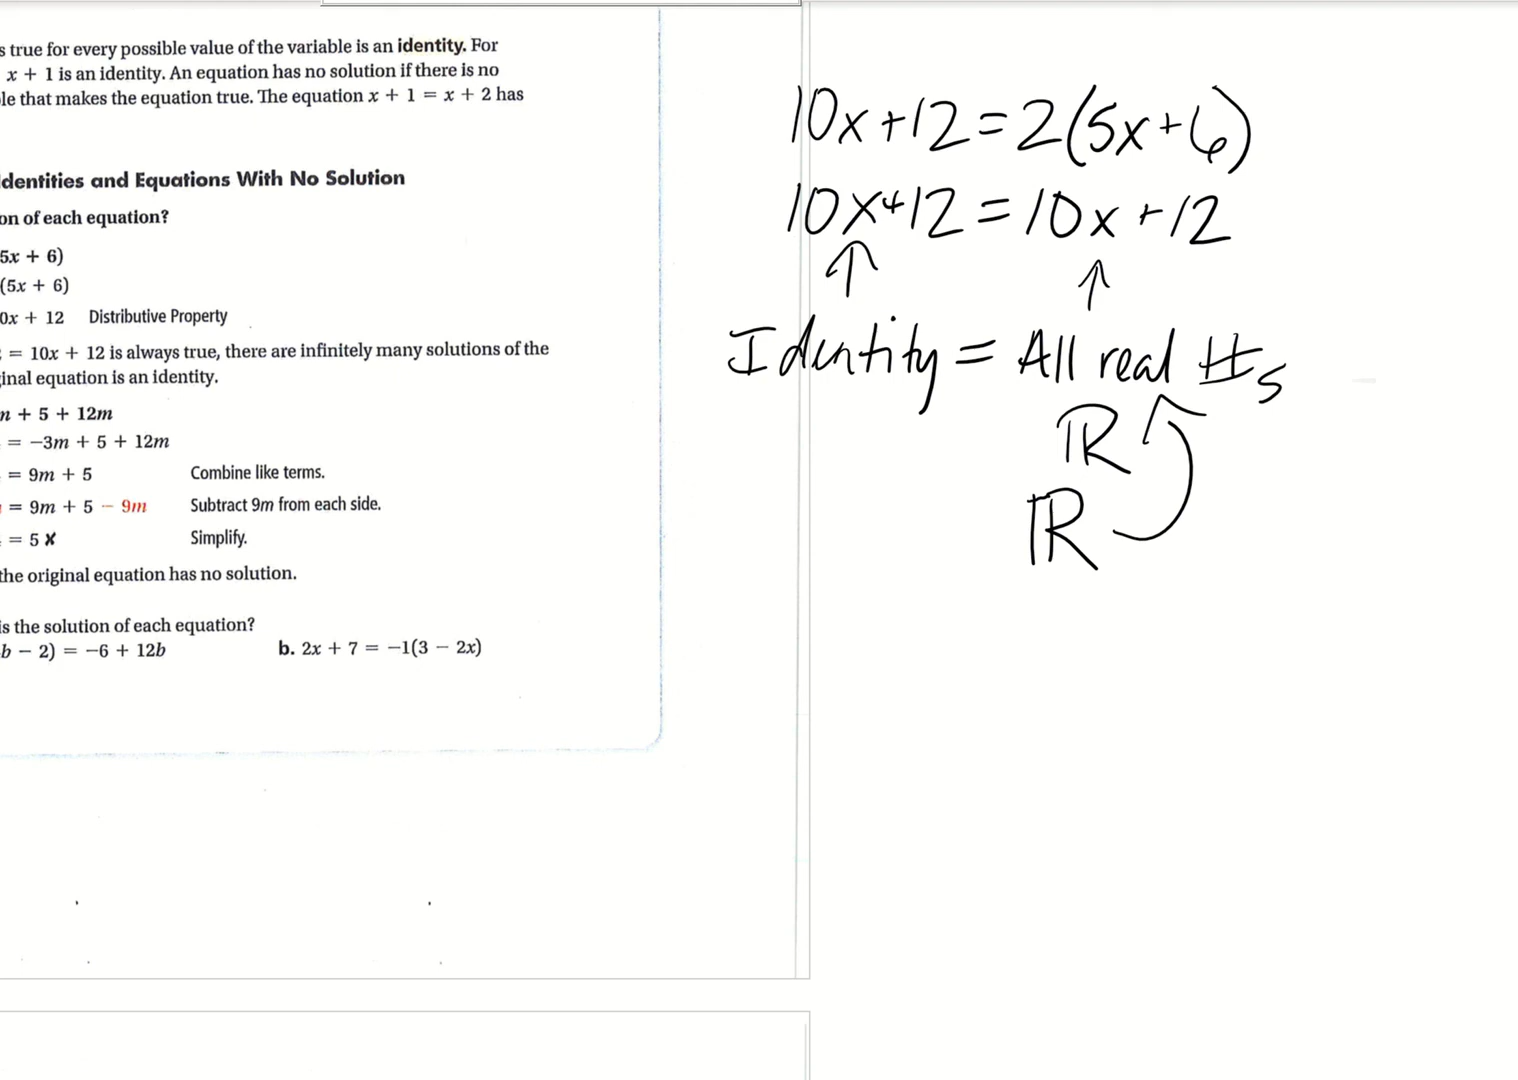 s true for every possible value of the variable is an identity. For
x + 1 is an identity. An equation has no solution if there is no
le that makes the equation true. The equation x + 1 = x + 2 has
dentities and Equations With No Solution
on of each equation?
5x + 6)
(5x + 6)
0x + 12 Distributive Property
= 10x + 12 is always true, there are infinitely many solutions of the
inal equation is an identity.
n + 5 + 12m
= −3m + 5 + 12m
= 9m + 5 Combine like terms.
= 9m + 5 − 9m Subtract 9m from each side.
= 5 ✗ Simplify.
the original equation has no solution.
is the solution of each equation?
b − 2) = −6 + 12b b. 2x + 7 = −1(3 − 2x)
10x+12=2(5x+6)
10x+12=10x+12
Identity = All real #s
ℝ
ℝ